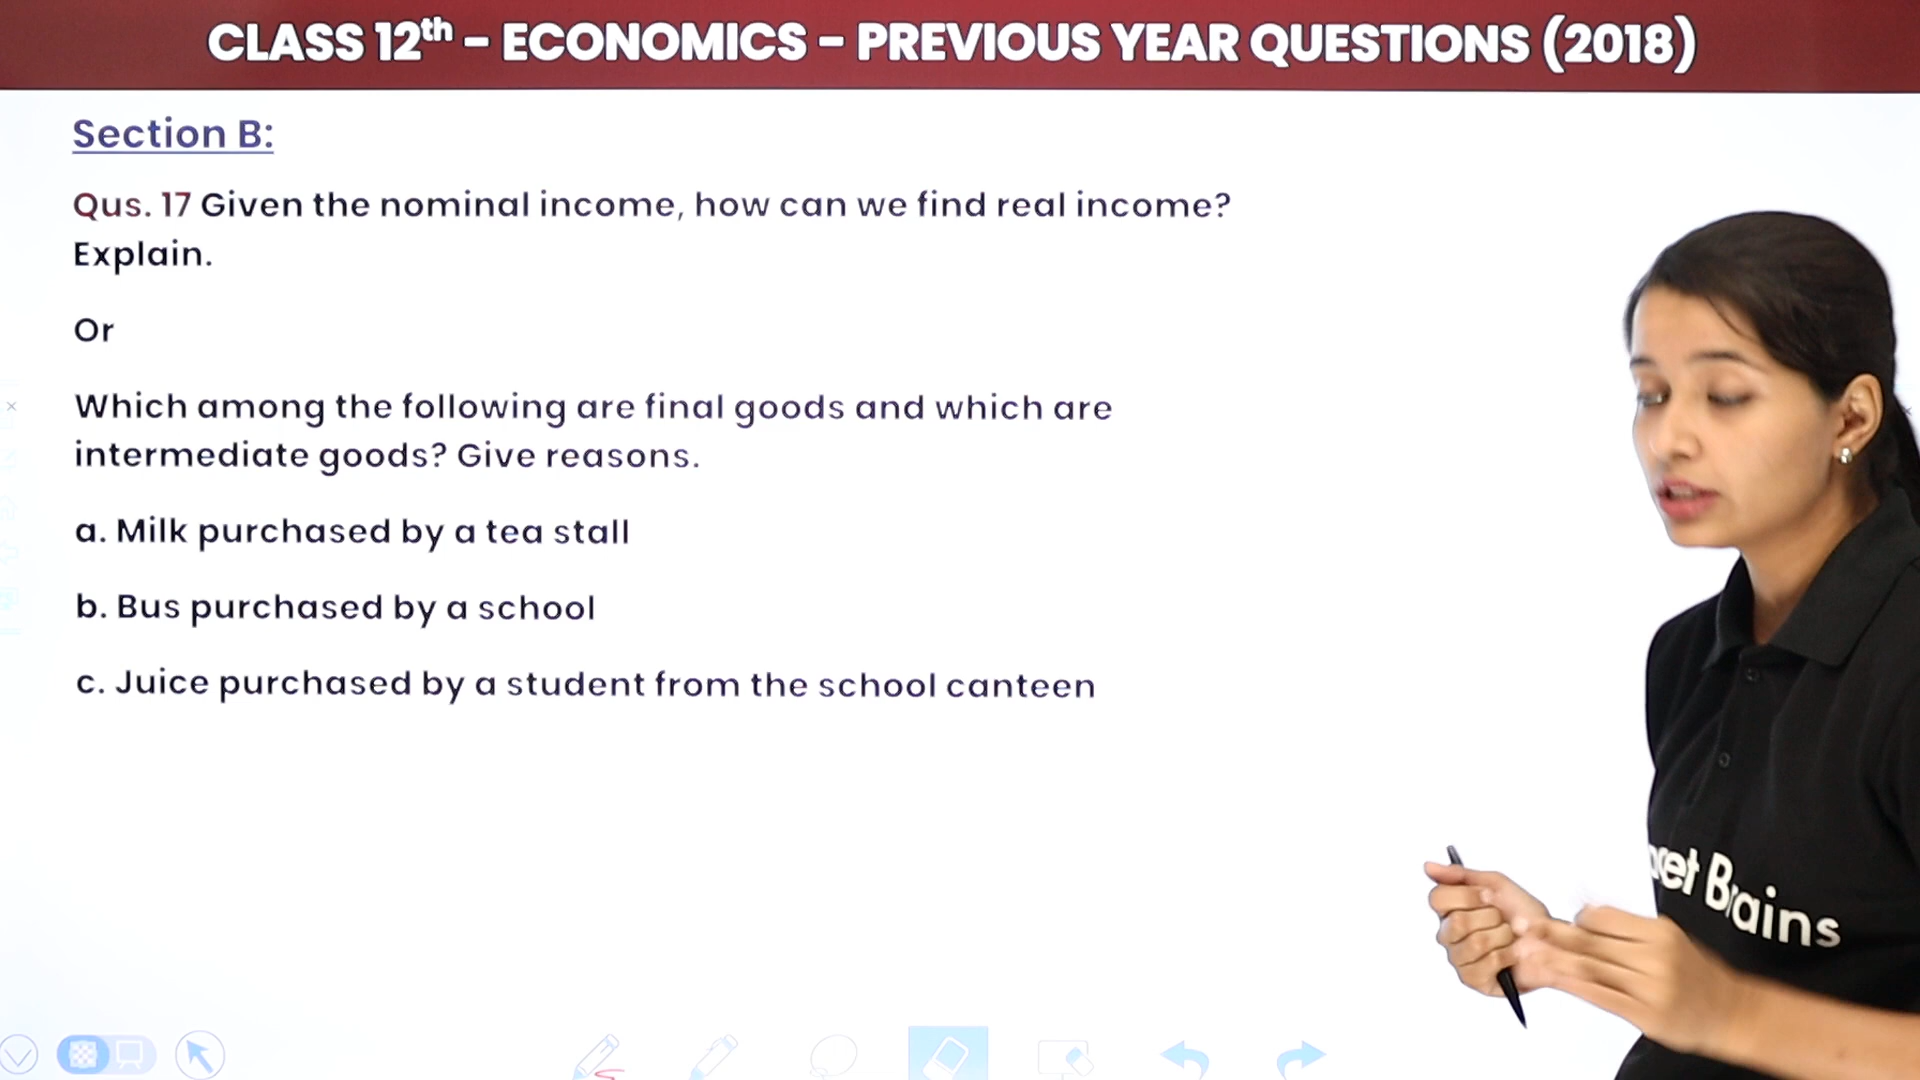 CLASS 12th - ECONOMICS - PREVIOUS YEAR QUESTIONS (2018)
Section B:
Qus. 17 Given the nominal income, how can we find real income?
Explain.
Or
Which among the following are final goods and which are
intermediate goods? Give reasons.
a. Milk purchased by a tea stall
b. Bus purchased by a school
c. Juice purchased by a student from the school canteen
Brains